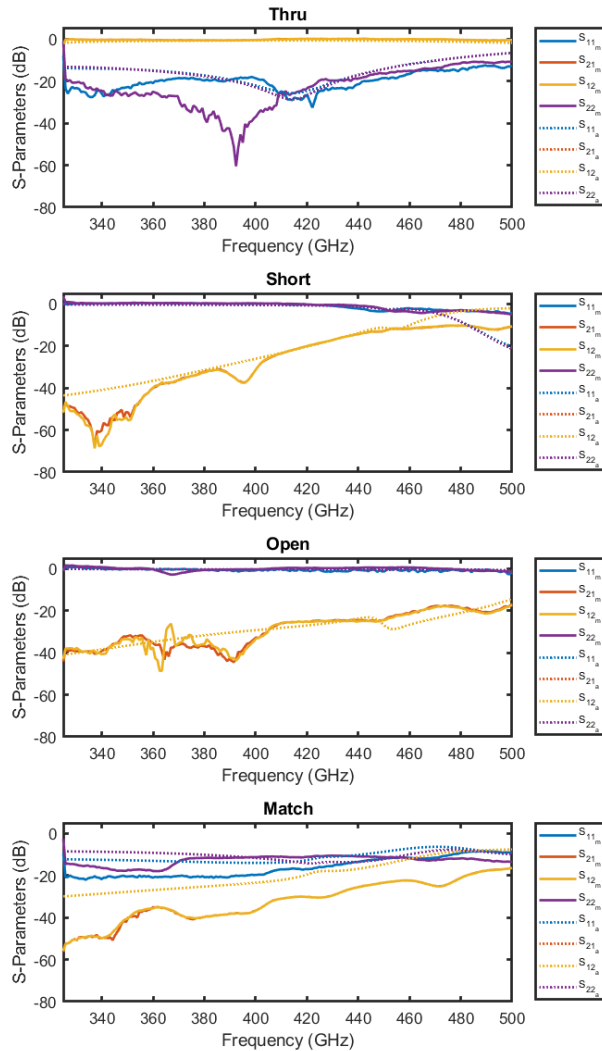 Thru
S-Parameters (dB)
0
-20
-40
-60
-80
340 360 380 400 420 440 460 480 500
Frequency (GHz)
S11m
S21m
S12m
S22m
S11a
S21a
S12a
S22a
Short
S-Parameters (dB)
0
-20
-40
-60
-80
340 360 380 400 420 440 460 480 500
Frequency (GHz)
S11m
S21m
S12m
S22m
S11a
S21a
S12a
S22a
Open
S-Parameters (dB)
0
-20
-40
-60
-80
340 360 380 400 420 440 460 480 500
Frequency (GHz)
S11m
S21m
S12m
S22m
S11a
S21a
S12a
S22a
Match
S-Parameters (dB)
0
-20
-40
-60
-80
340 360 380 400 420 440 460 480 500
Frequency (GHz)
S11m
S21m
S12m
S22m
S11a
S21a
S12a
S22a